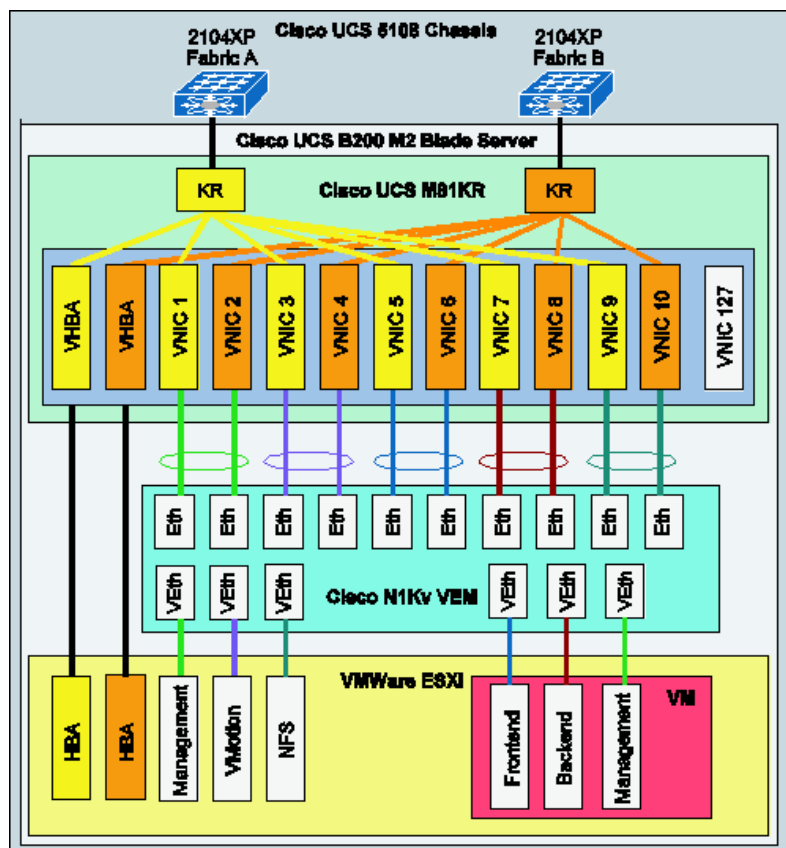 Cisco UCS 5108 Chassis
2104XP
Fabric A
2104XP
Fabric B
Cisco UCS B200 M2 Blade Server
KR
Cisco UCS M81KR
KR
VHBA
VHBA
VNIC 1
VNIC 2
VNIC 3
VNIC 4
VNIC 5
VNIC 6
VNIC 7
VNIC 8
VNIC 9
VNIC 10
VNIC 127
Eth
Eth
Eth
Eth
Eth
Eth
Eth
Eth
Eth
Eth
VEth
VEth
VEth
Cisco N1Kv VEM
VEth
VEth
VEth
VMWare ESXi
VM
HBA
HBA
Management
VMotion
NFS
Frontend
Backend
Management